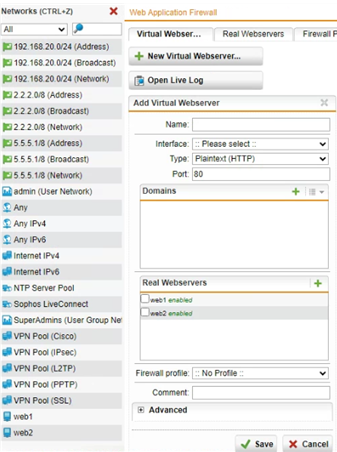 Networks (CTRL+Z)
All
192.168.20.0/24 (Address)
192.168.20.0/24 (Broadcast)
192.168.20.0/24 (Network)
2.2.2.0/8 (Address)
2.2.2.0/8 (Broadcast)
2.2.2.0/8 (Network)
5.5.5.1/8 (Address)
5.5.5.1/8 (Broadcast)
5.5.5.1/8 (Network)
admin (User Network)
Any
Any IPv4
Any IPv6
Internet IPv4
Internet IPv6
NTP Server Pool
Sophos LiveConnect
SuperAdmins (User Group Net
VPN Pool (Cisco)
VPN Pool (IPsec)
VPN Pool (L2TP)
VPN Pool (PPTP)
VPN Pool (SSL)
web1
web2
Web Application Firewall
Virtual Webser... Real Webservers Firewall P
New Virtual Webserver...
Open Live Log
Add Virtual Webserver
Name:
Interface: :: Please select ::
Type: Plaintext (HTTP)
Port: 80
Domains
Real Webservers
web1 enabled
web2 enabled
Firewall profile: :: No Profile ::
Comment:
Advanced
Save Cancel